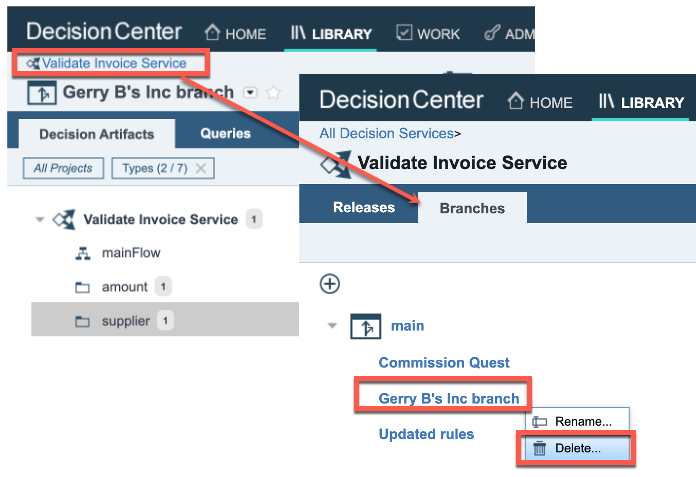 Decision Center HOME LIBRARY WORK ADM
Validate Invoice Service
Gerry B's Inc branch
Decision Artifacts Queries
All Projects Types (2 / 7)
Validate Invoice Service 1
mainFlow
amount 1
supplier 1
Decision Center HOME LIBRARY
All Decision Services>
Validate Invoice Service
Releases Branches
main
Commission Quest
Gerry B's Inc branch
Rename...
Updated rules
Delete...